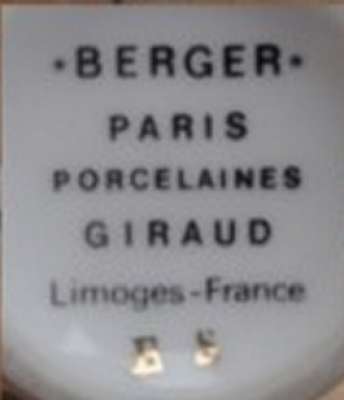 •BERGER•
PARIS
PORCELAINES
GIRAUD
Limoges-France
E S